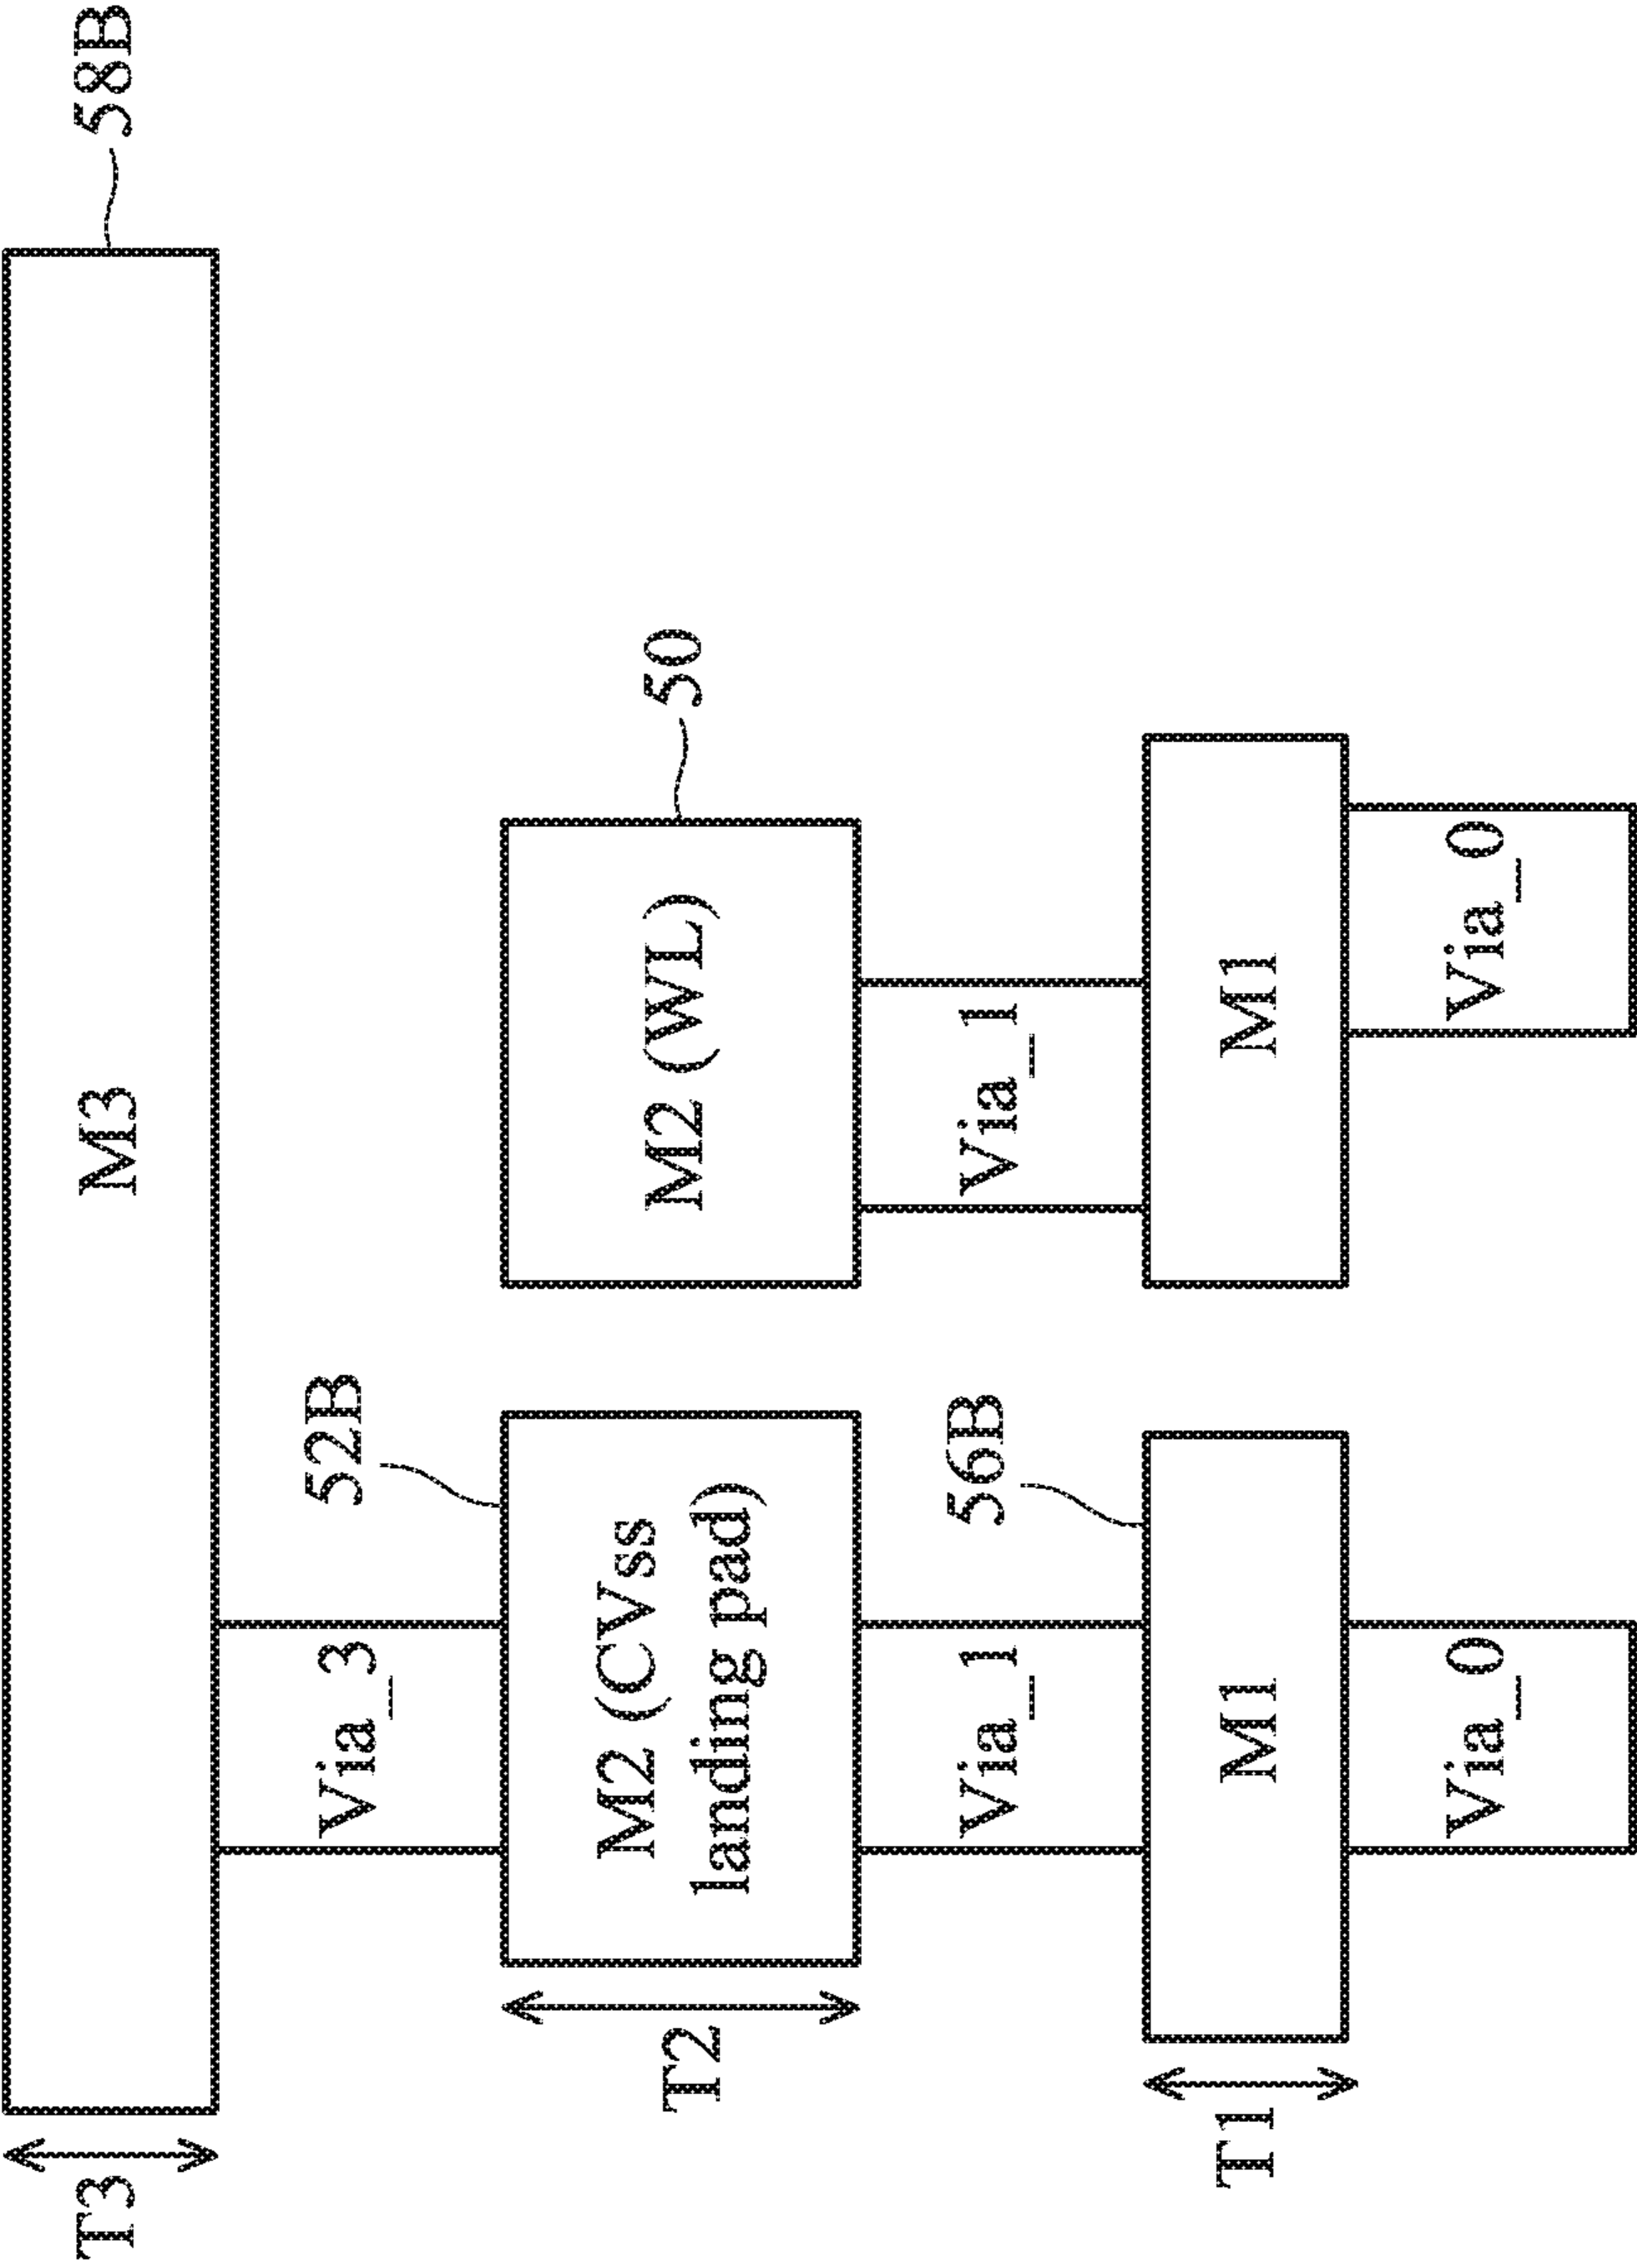 T3
M3
58B
Via_3
52B
T2
M2 (CVss
landing pad)
M2 (WL)
50
Via_1
56B
Via_1
T1
M1
M1
Via_0
Via_0